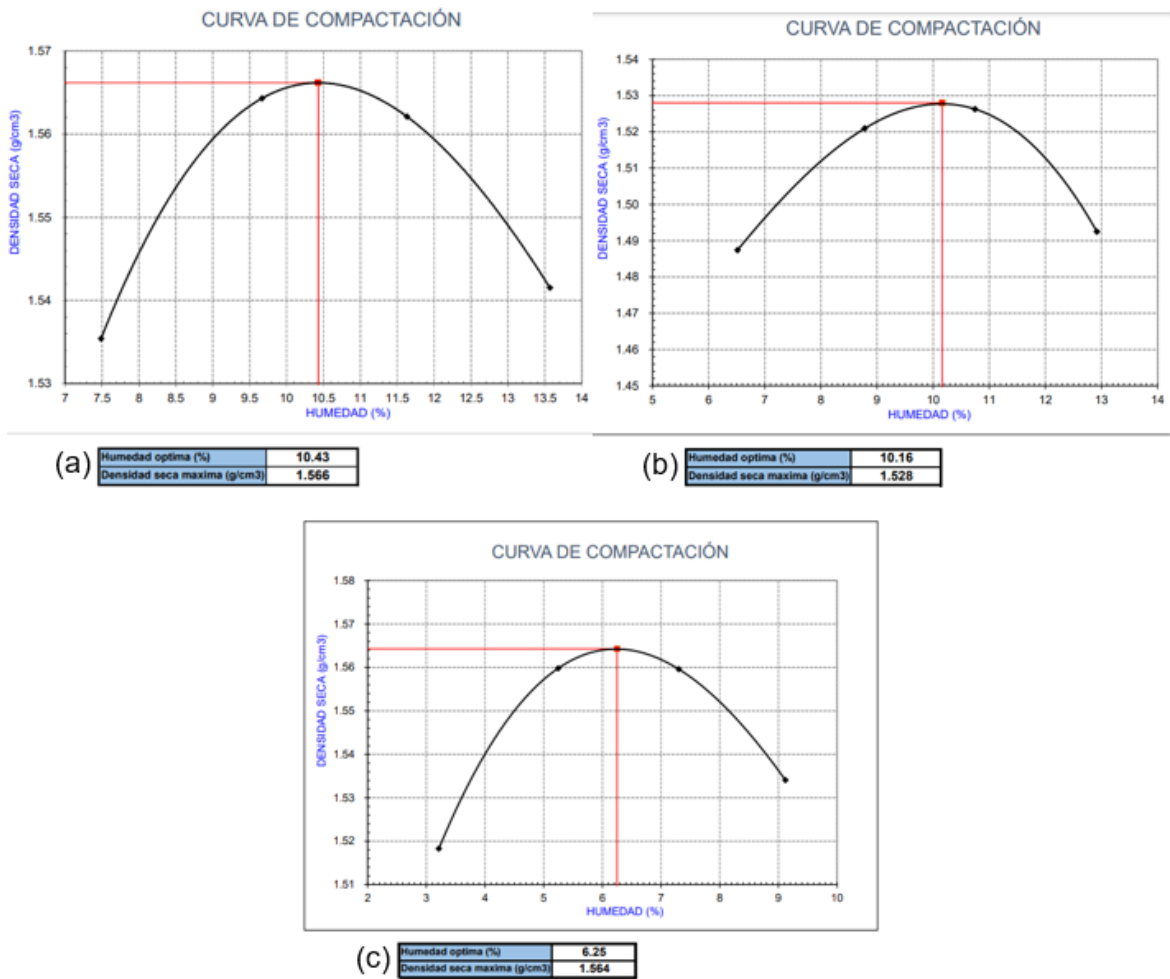 CURVA DE COMPACTACIÓN
DENSIDAD SECA (g/cm3)
1.57
1.56
1.55
1.54
1.53
7 7.5 8 8.5 9 9.5 10 10.5 11 11.5 12 12.5 13 13.5 14
HUMEDAD (%)
(a)
Humedad optima (%) 10.43
Densidad seca maxima (g/cm3) 1.566
CURVA DE COMPACTACIÓN
DENSIDAD SECA (g/cm3)
1.54
1.53
1.52
1.51
1.50
1.49
1.48
1.47
1.46
1.45
5 6 7 8 9 10 11 12 13 14
HUMEDAD (%)
(b)
Humedad optima (%) 10.16
Densidad seca maxima (g/cm3) 1.528
CURVA DE COMPACTACIÓN
DENSIDAD SECA (g/cm3)
1.58
1.57
1.56
1.55
1.54
1.53
1.52
1.51
2 3 4 5 6 7 8 9 10
HUMEDAD (%)
(c)
Humedad optima (%) 6.25
Densidad seca maxima (g/cm3) 1.564